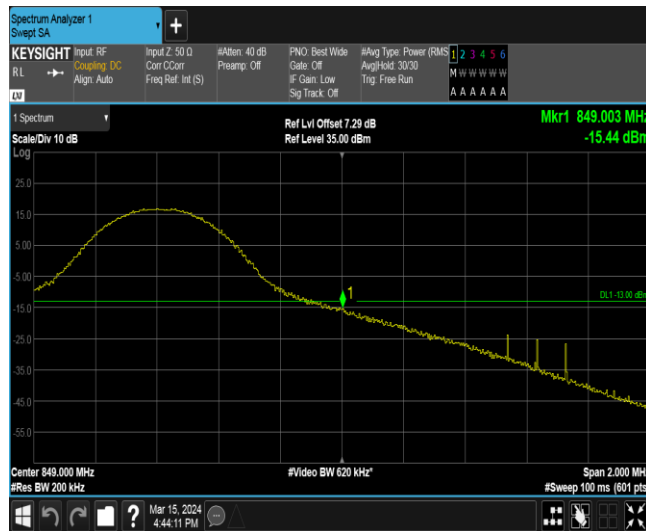 Spectrum Analyzer 1
Swept SA
+
KEYSIGHT
RL
LXI
Input: RF
Coupling: DC
Align: Auto
Input Z: 50 Ω
Corr CCorr
Freq Ref: Int (S)
#Atten: 40 dB
Preamp: Off
PNO: Best Wide
Gate: Off
IF Gain: Low
Sig Track: Off
#Avg Type: Power (RMS
Avg|Hold: 30/30
Trig: Free Run
1 2 3 4 5 6
M W W W W W
A A A A A A
1 Spectrum
Scale/Div 10 dB
Ref Lvl Offset 7.29 dB
Ref Level 35.00 dBm
Mkr1 849.003 MHz
-15.44 dBm
Log
25.0
15.0
5.00
-5.00
-15.0
-25.0
-35.0
-45.0
-55.0
1
DL1 -13.00 dBm
Center 849.000 MHz
#Video BW 620 kHz*
Span 2.000 MHz
#Res BW 200 kHz
#Sweep 100 ms (601 pts)
?
Mar 15, 2024
4:44:11 PM